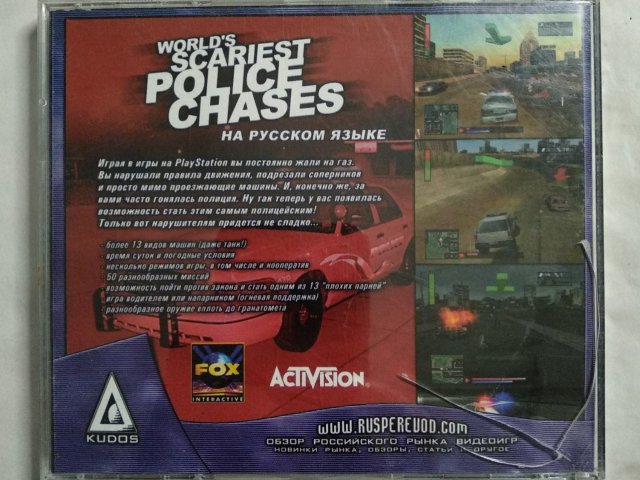 WORLD'S
SCARIEST
POLICE
CHASES
НА РУССКОМ ЯЗЫКЕ
Играя в игры на PlayStation вы постоянно жали на газ.
Вы нарушали правила движения, подрезали соперников
и просто мимо проезжающие машины. И, конечно же, за
вами часто гонялась полиция. Ну так теперь у вас появилась
возможность стать этим самым полицейским!
Только вот нарушителям придется не сладко...
- более 13 видов машин (даже танк!)
- время суток и погодные условия
- несколько режимов игры, в том числе и кооператив
- 50 разнообразных миссий
- возможность пойти против закона и стать одним из 13 "плохих парней"
- игра водителем или напарником (огневая поддержка)
- разнообразное оружие вплоть до гранатомета
FOX
INTERACTIVE
ACTIVISION
KUDOS
www.RUSPEREVOD.com
ОБЗОР РОССИЙСКОГО РЫНКА ВИДЕОИГР
НОВИНКИ РЫНКА, ОБЗОРЫ, СТАТЬИ ДРУГОЕ